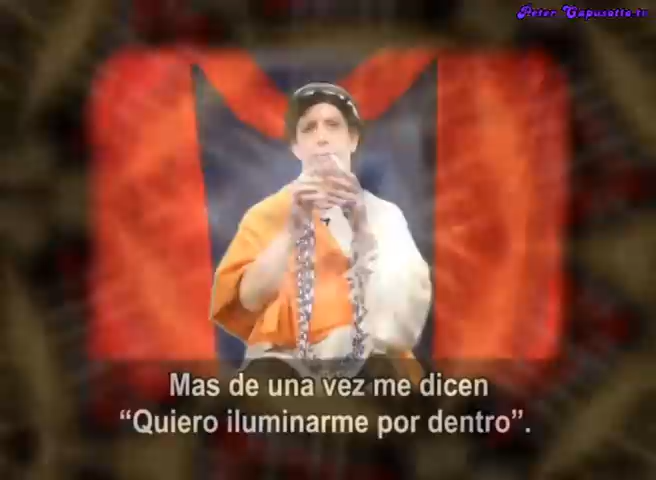 Peter Capusotto.tv
Mas de una vez me dicen
“Quiero iluminarme por dentro”.